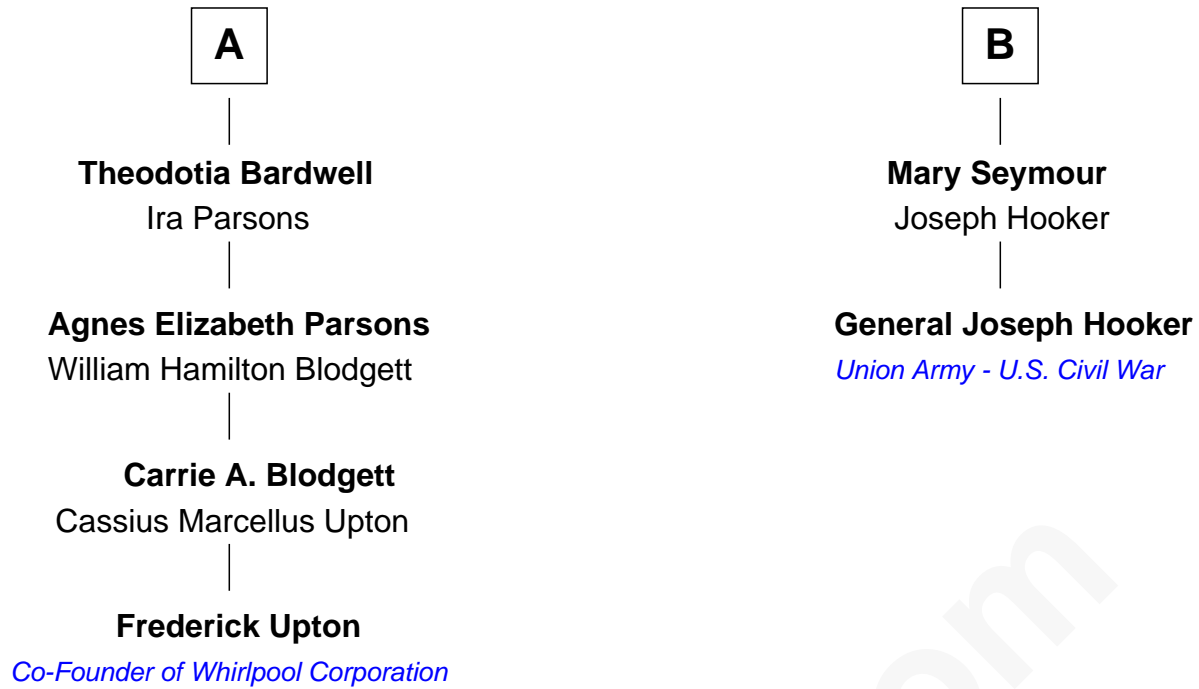 A
Theodotia Bardwell
Ira Parsons
Agnes Elizabeth Parsons
William Hamilton Blodgett
Carrie A. Blodgett
Cassius Marcellus Upton
Frederick Upton
Co-Founder of Whirlpool Corporation
B
Mary Seymour
Joseph Hooker
General Joseph Hooker
Union Army - U.S. Civil War
om